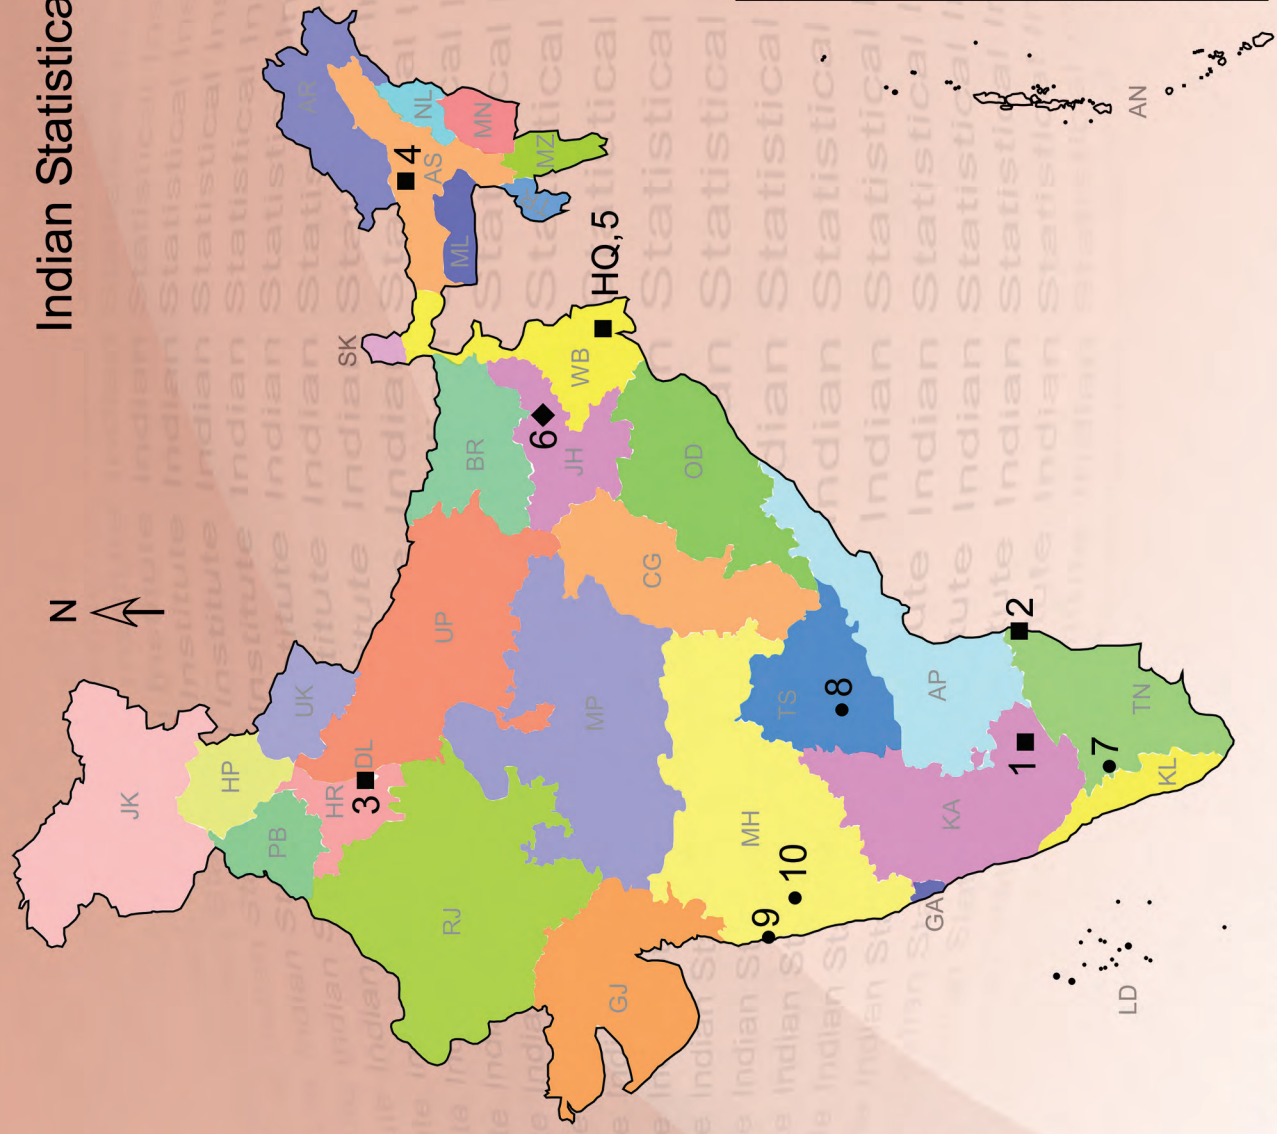 Indian Statistica
N
AR
NL
MN
MZ
4
AS
ML
HQ,5
SK
WB
BR
6
JH
OD
CG
UP
MP
UK
DL
3
HP
HR
JK
PB
RJ
GJ
MH
TS
8
AP
2
TN
1
7
KL
KA
10
9
GA
LD
AN